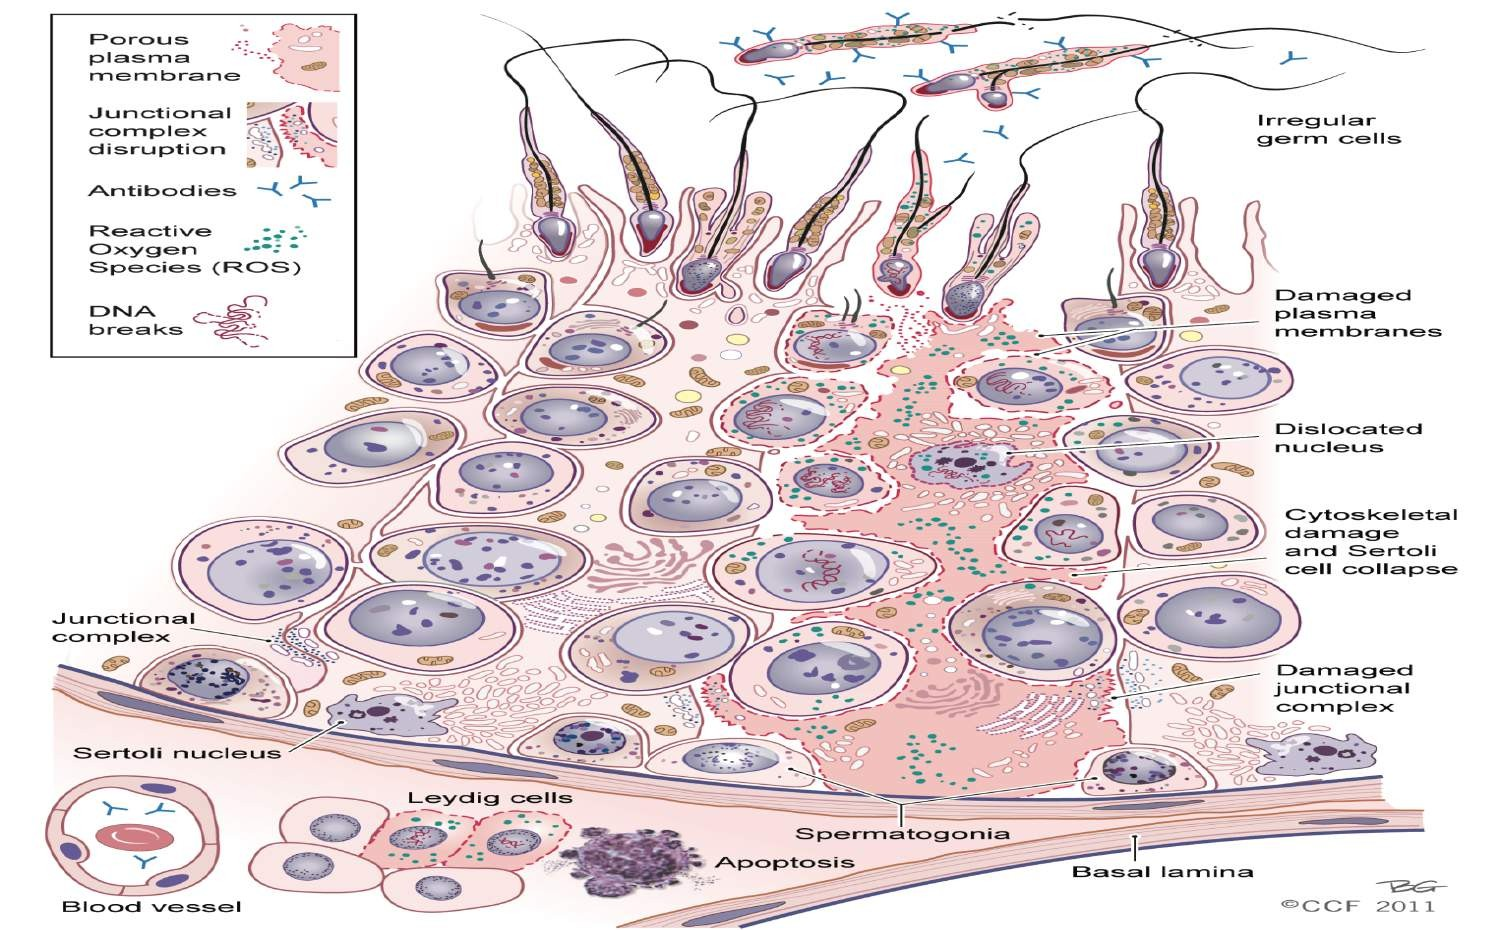 Porous
plasma
membrane
Junctional
complex
disruption
Antibodies
Reactive
Oxygen
Species (ROS)
DNA
breaks
Irregular
germ cells
Damaged
plasma
membranes
Dislocated
nucleus
Cytoskeletal
damage
and Sertoli
cell collapse
Junctional
complex
Damaged
junctional
complex
Sertoli nucleus
Leydig cells
Spermatogonia
Apoptosis
Basal lamina
Blood vessel
BG
©CCF 2011